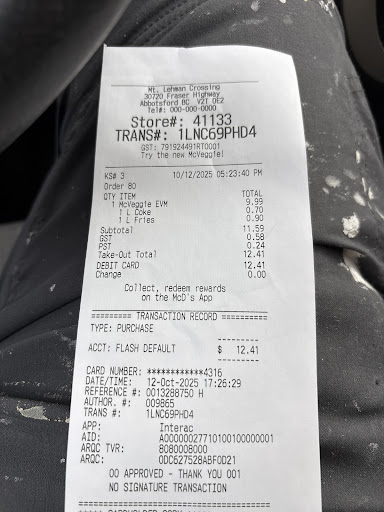 Mt. Lehman Crossing
30720 Fraser Highway
Abbotsford BC V2T 0E2
Tel#: 000-000-0000
Store#: 41133
TRANS#: 1LNC69PHD4
GST: 791924491RT0001
Try the new McVeggie!
KS# 3 10/12/2025 05:23:40 PM
Order 80
QTY ITEM TOTAL
1 McVeggie EVM 9.99
1 L Coke 0.70
1 L Fries 0.90
Subtotal 11.59
GST 0.58
PST 0.24
Take-Out Total 12.41
DEBIT CARD 12.41
Change 0.00
Collect, redeem rewards
on the McD's App
========= TRANSACTION RECORD ==========
TYPE: PURCHASE
ACCT: FLASH DEFAULT $ 12.41
CARD NUMBER: ************4316
DATE/TIME: 12-Oct-2025 17:26:29
REFERENCE #: 0013288750 H
AUTHOR. #: 009865
TRANS #: 1LNC69PHD4
APP: Interac
AID: A00000027710100100000001
ARQC TVR: 8080008000
ARQC: 0DC627528ABF0D21
00 APPROVED - THANK YOU 001
NO SIGNATURE TRANSACTION